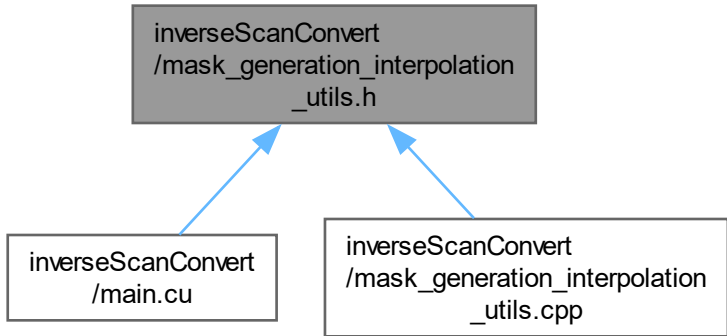 inverseScanConvert
/mask_generation_interpolation
_utils.h
inverseScanConvert
/main.cu
inverseScanConvert
/mask_generation_interpolation
_utils.cpp